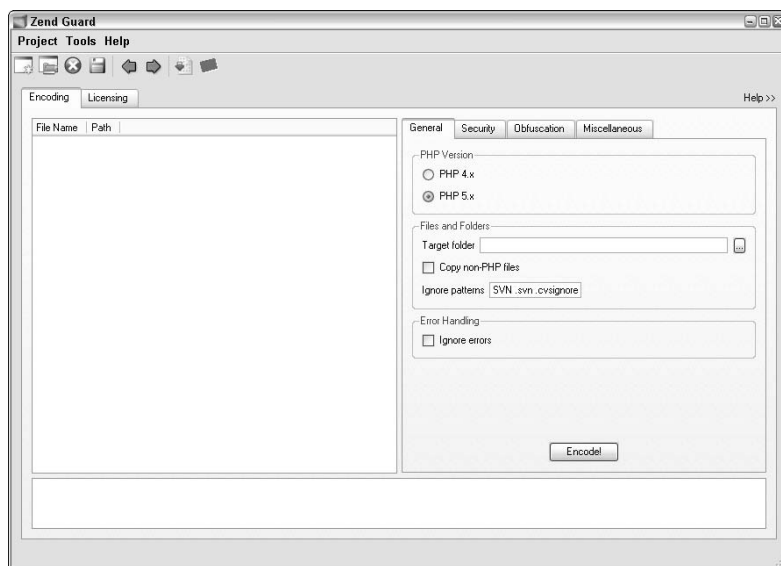 Zend Guard
Project Tools Help
Encoding Licensing Help >>
File Name Path
General Security Obfuscation Miscellaneous
PHP Version
PHP 4.x
PHP 5.x
Files and Folders
Target folder ...
Copy non-PHP files
Ignore patterns SVN .svn .cvsignore
Error Handling
Ignore errors
Encode!